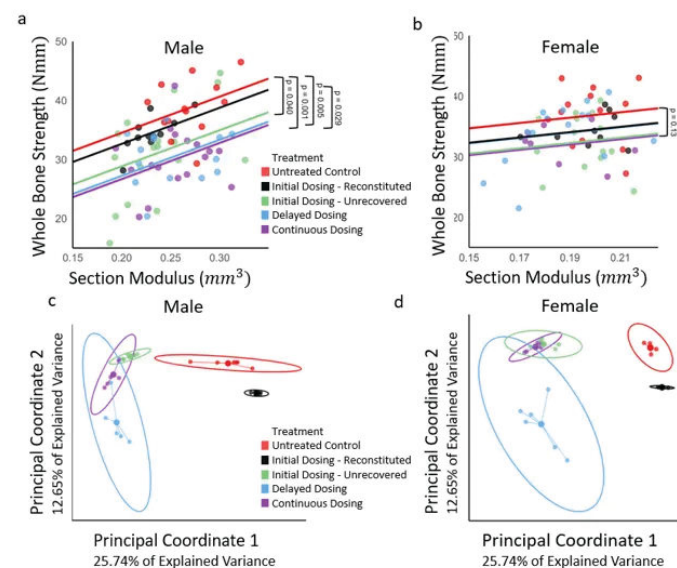 a
Male
Whole Bone Strength (Nmm)
50
40
30
20
0.15
0.20
0.25
0.30
Section Modulus (mm³)
p = 0.040
p = 0.001
p = 0.005
p = 0.029
Treatment
Untreated Control
Initial Dosing - Reconstituted
Initial Dosing - Unrecovered
Delayed Dosing
Continuous Dosing
b
Female
Whole Bone Strength (Nmm)
50
40
30
20
0.15
0.17
0.19
0.21
Section Modulus (mm³)
p = 0.13
c
Male
Principal Coordinate 2
12.65% of Explained Variance
Treatment
Untreated Control
Initial Dosing - Reconstituted
Initial Dosing - Unrecovered
Delayed Dosing
Continuous Dosing
Principal Coordinate 1
25.74% of Explained Variance
d
Female
Principal Coordinate 2
12.65% of Explained Variance
Principal Coordinate 1
25.74% of Explained Variance